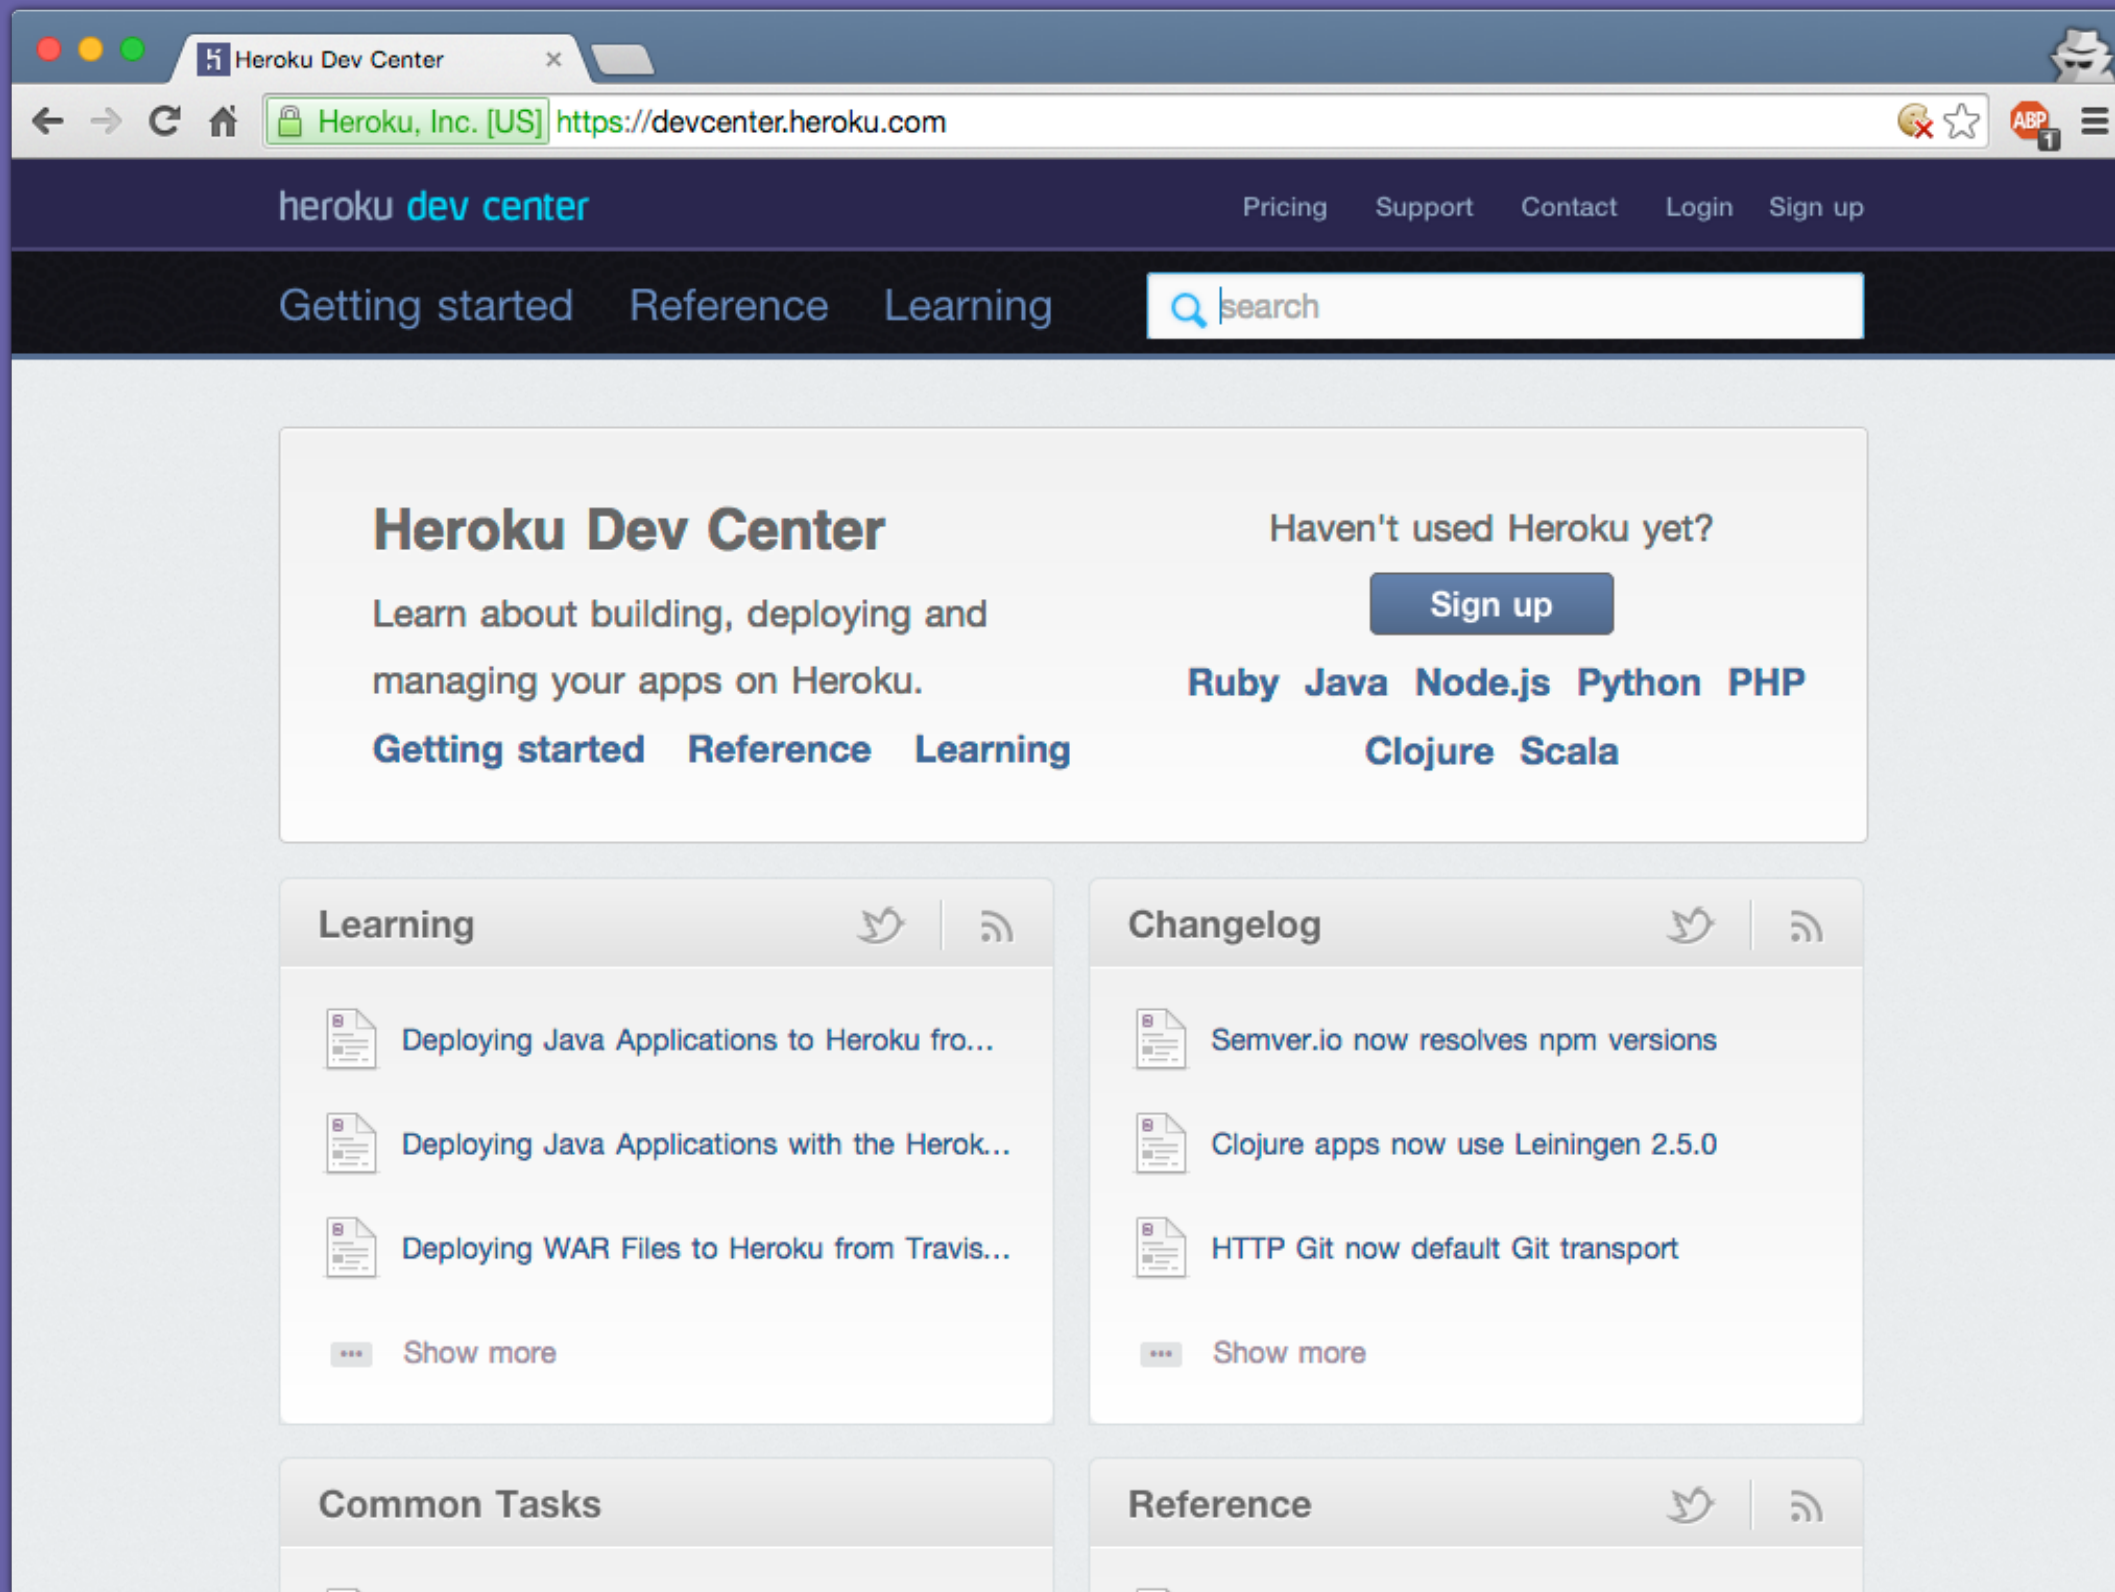 Heroku Dev Center
Heroku, Inc. [US] https://devcenter.heroku.com
ABP
1
heroku dev center
Pricing Support Contact Login Sign up
Getting started Reference Learning
search
Heroku Dev Center
Learn about building, deploying and
managing your apps on Heroku.
Getting started Reference Learning
Haven't used Heroku yet?
Sign up
Ruby Java Node.js Python PHP
Clojure Scala
Learning
Deploying Java Applications to Heroku fro...
Deploying Java Applications with the Herok...
Deploying WAR Files to Heroku from Travis...
Show more
Changelog
Semver.io now resolves npm versions
Clojure apps now use Leiningen 2.5.0
HTTP Git now default Git transport
Show more
Common Tasks
Reference